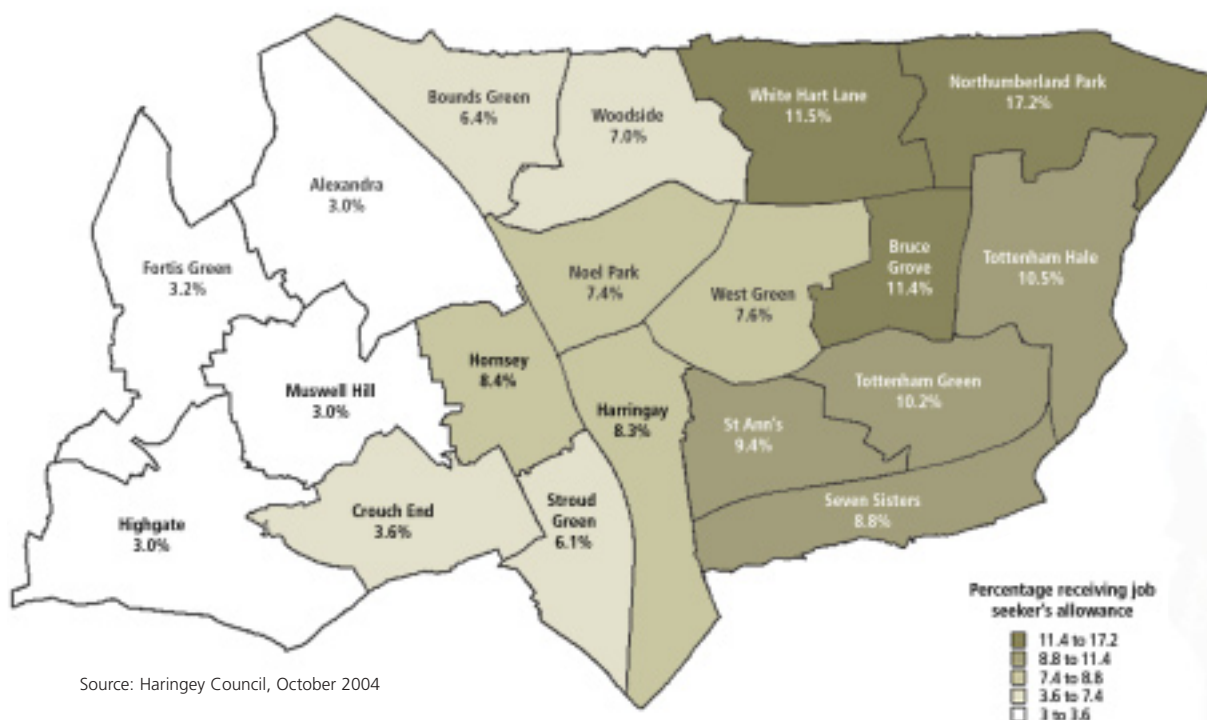 Bounds Green
6.4%
Woodside
7.0%
White Hart Lane
11.5%
Northumberland Park
17.2%
Alexandra
3.0%
Fortis Green
3.2%
Noel Park
7.4%
West Green
7.6%
Bruce
Grove
11.4%
Tottenham Hale
10.5%
Muswell Hill
3.0%
Hornsey
8.4%
Harringay
8.3%
St Ann's
9.4%
Tottenham Green
10.2%
Highgate
3.0%
Crouch End
3.6%
Stroud
Green
6.1%
Seven Sisters
8.8%
Percentage receiving job
seeker's allowance
11.4 to 17.2
8.8 to 11.4
7.4 to 8.8
3.6 to 7.4
3 to 3.6
Source: Haringey Council, October 2004